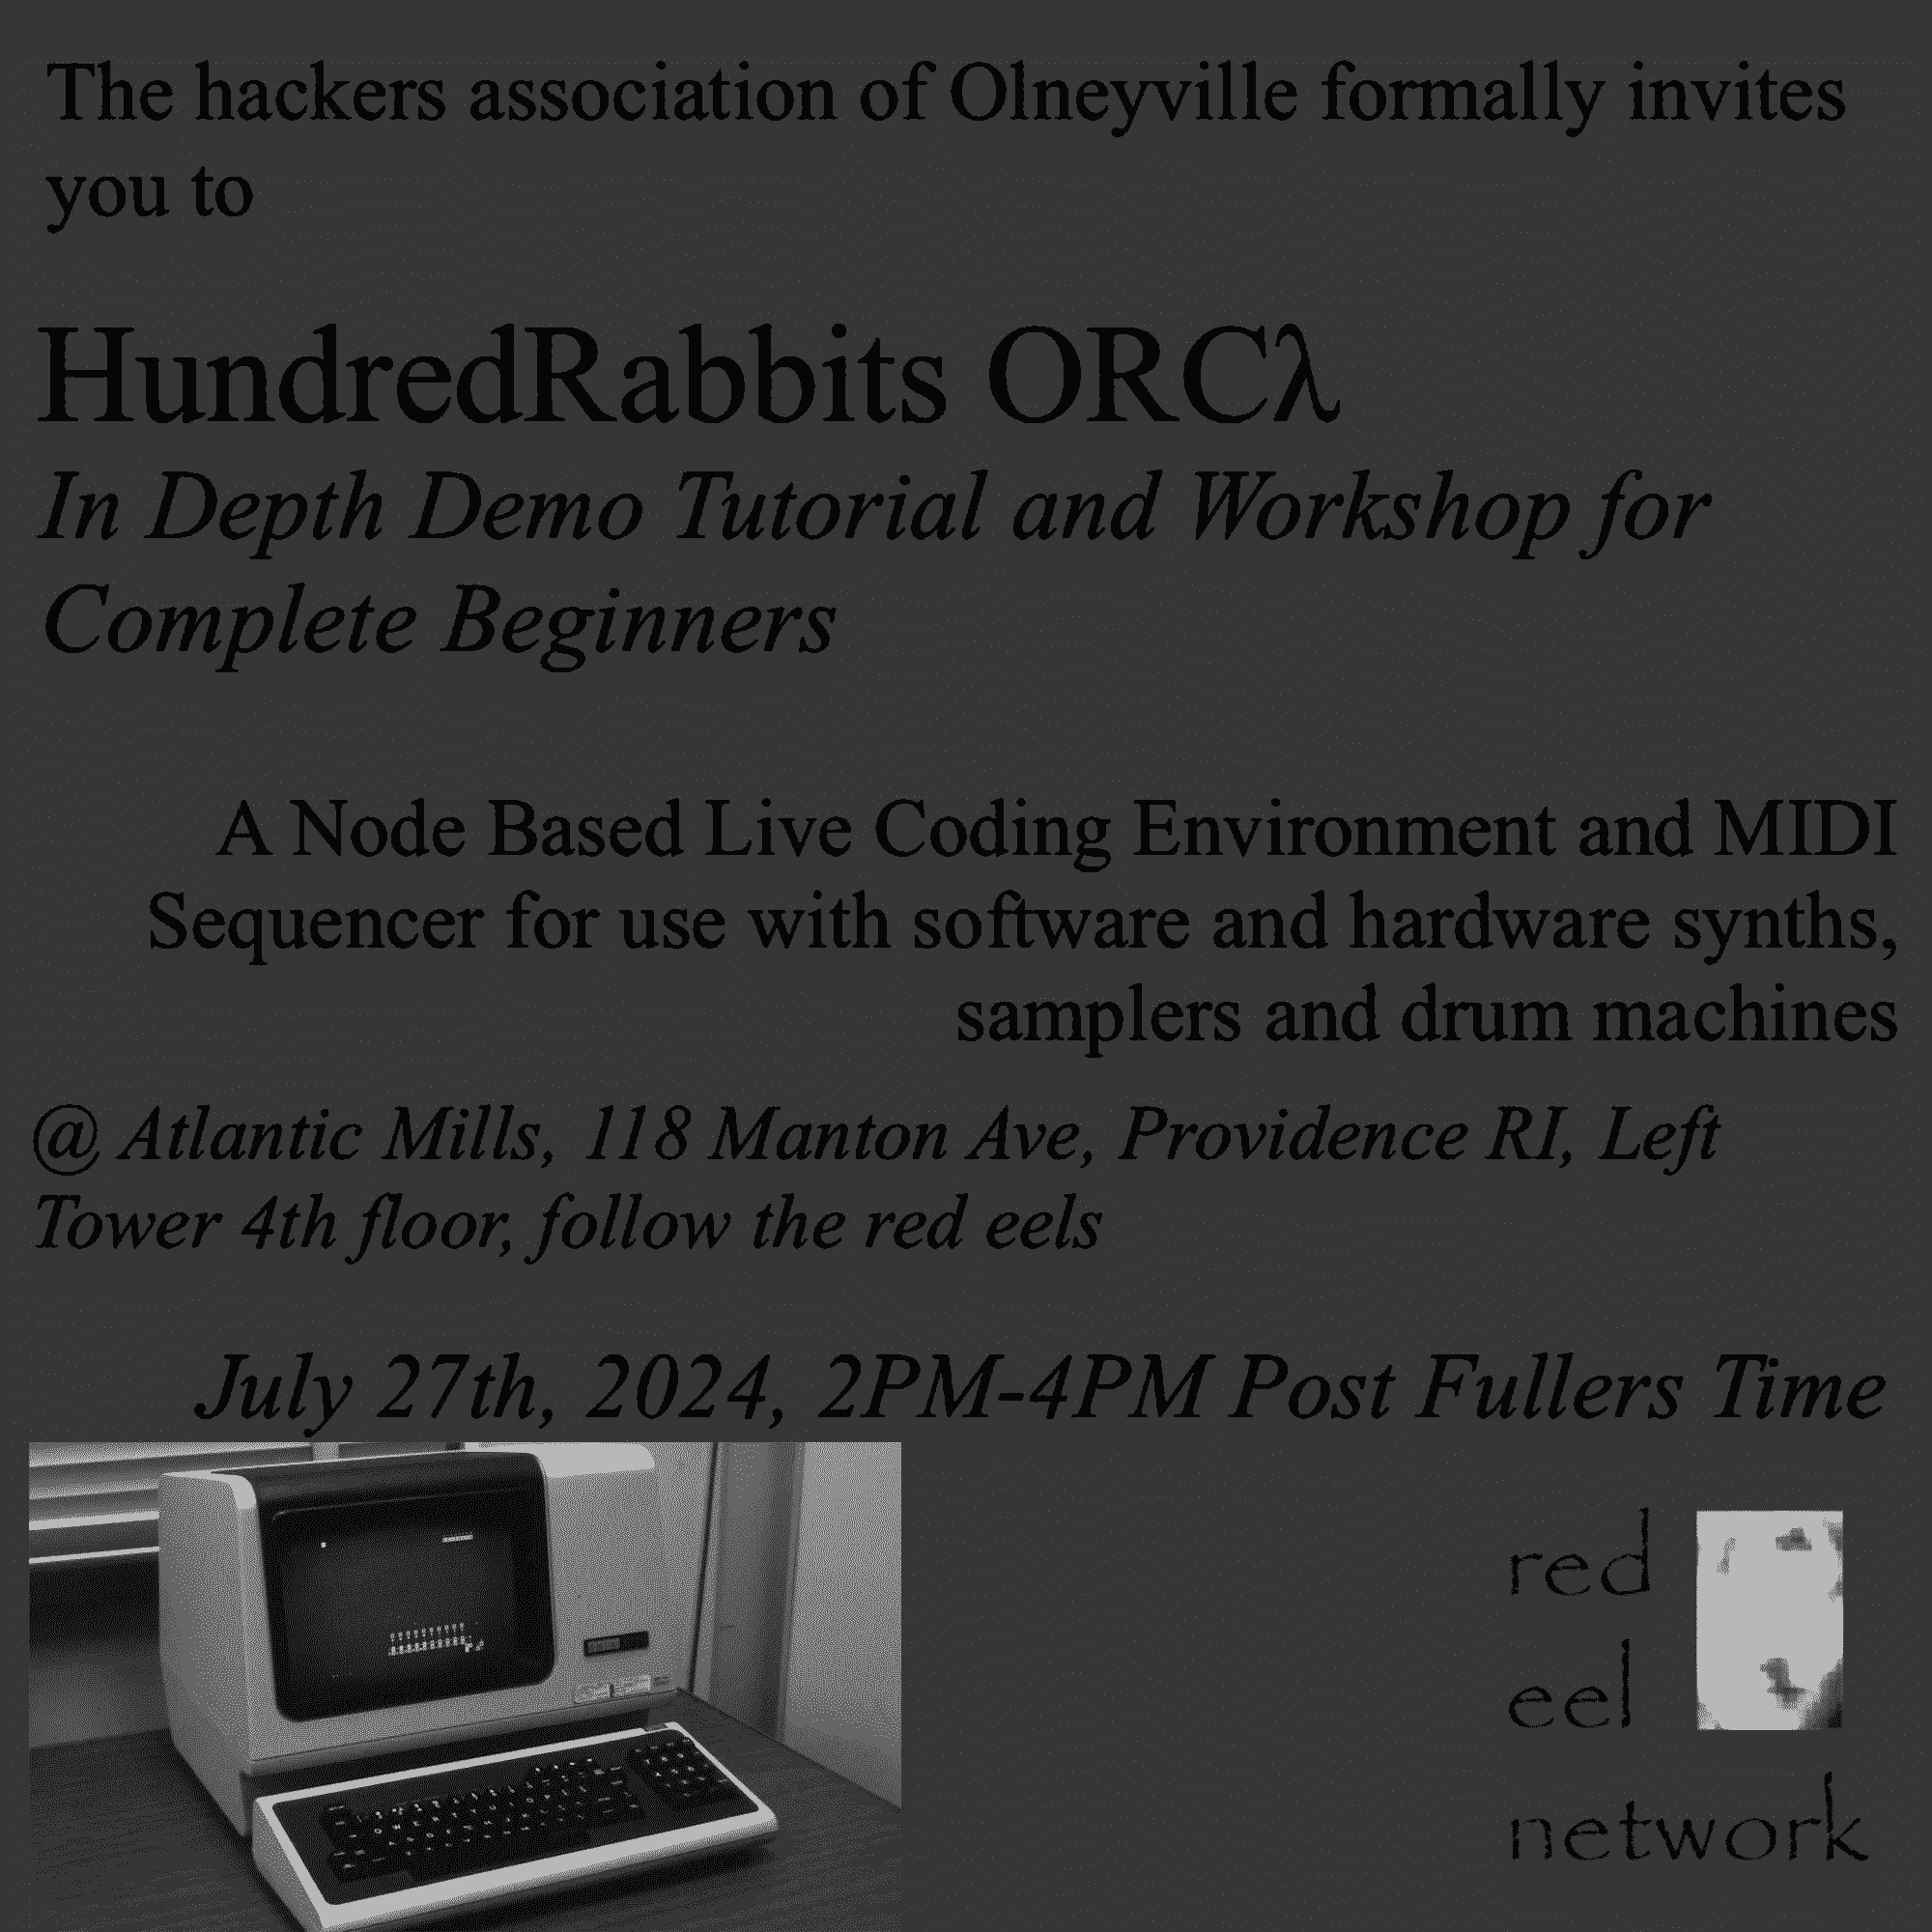 The hackers association of Olneyville formally invites
you to
HundredRabbits ORCλ
In Depth Demo Tutorial and Workshop for
Complete Beginners
A Node Based Live Coding Environment and MIDI
Sequencer for use with software and hardware synths,
samplers and drum machines
@ Atlantic Mills, 118 Manton Ave, Providence RI, Left
Tower 4th floor, follow the red eels
July 27th, 2024, 2PM-4PM Post Fullers Time
red
eel
network